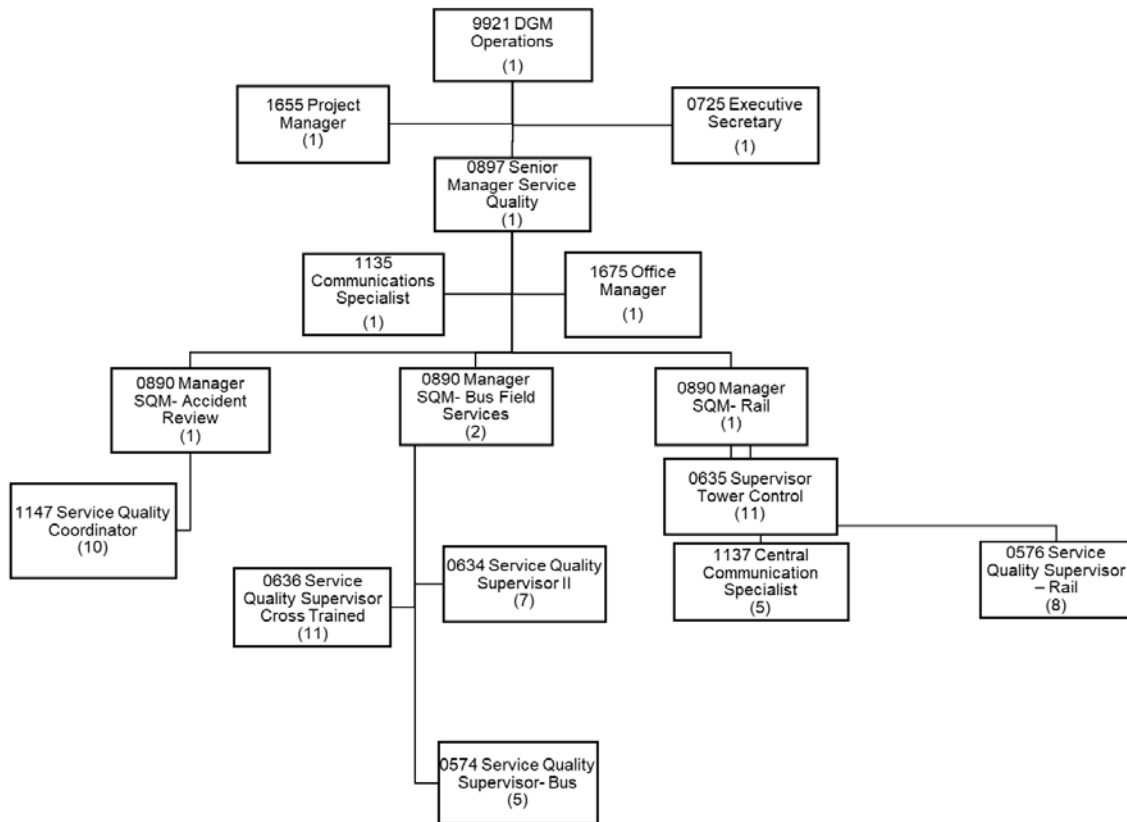 9921 DGM
Operations
(1)
1655 Project
Manager
(1)
0725 Executive
Secretary
(1)
0897 Senior
Manager Service
Quality
(1)
1135
Communications
Specialist
(1)
1675 Office
Manager
(1)
0890 Manager
SQM- Accident
Review
(1)
0890 Manager
SQM- Bus Field
Services
(2)
0890 Manager
SQM- Rail
(1)
1147 Service Quality
Coordinator
(10)
0635 Supervisor
Tower Control
(11)
0636 Service
Quality Supervisor
Cross Trained
(11)
0634 Service Quality
Supervisor II
(7)
1137 Central
Communication
Specialist
(5)
0576 Service
Quality Supervisor
– Rail
(8)
0574 Service Quality
Supervisor- Bus
(5)